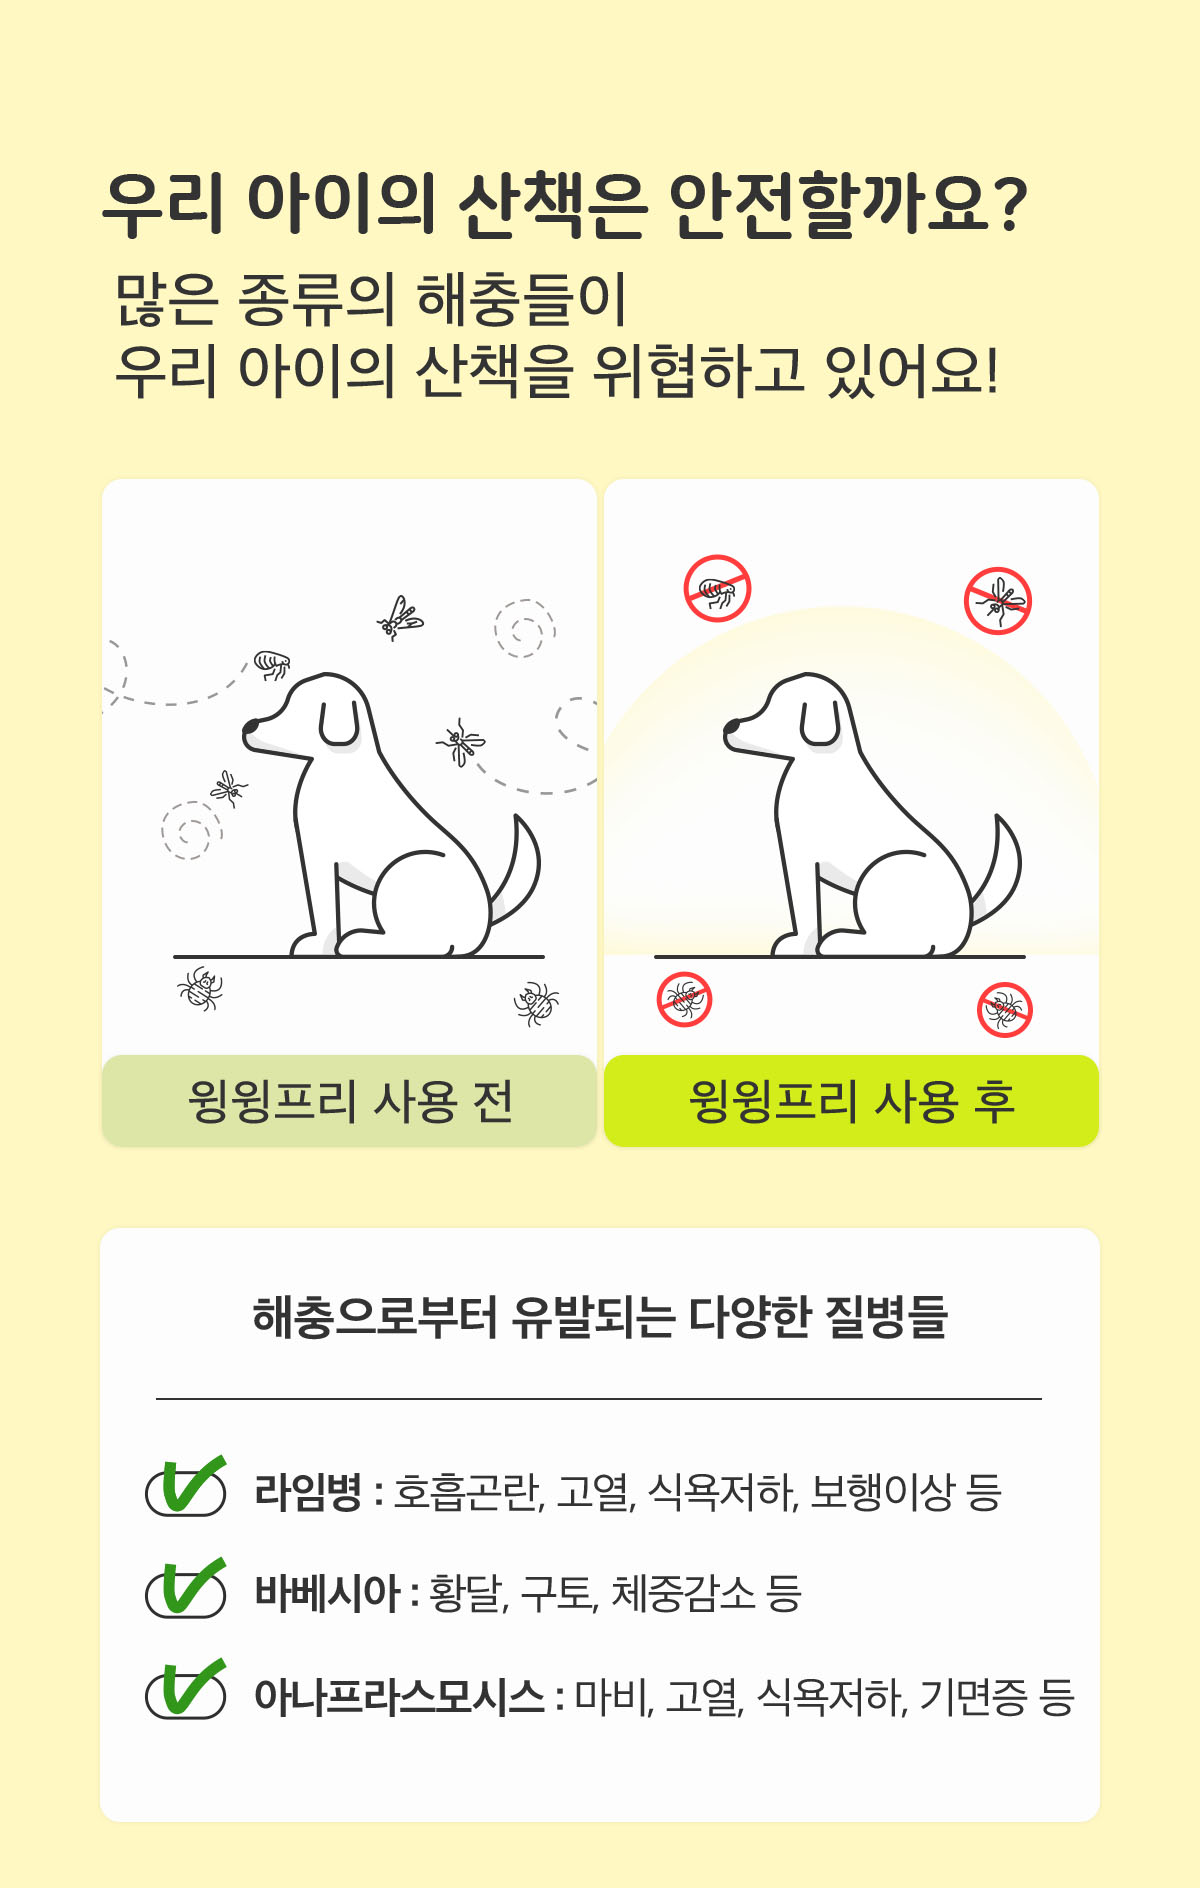 우리 아이의 산책은 안전할까요?
많은 종류의 해충들이
우리 아이의 산책을 위협하고 있어요!
윙윙프리 사용 전
윙윙프리 사용 후
해충으로부터 유발되는 다양한 질병들
라임병 : 호흡곤란, 고열, 식욕저하, 보행이상 등
바베시아 : 황달, 구토, 체중감소 등
아나프라스모시스 : 마비, 고열, 식욕저하, 기면증 등